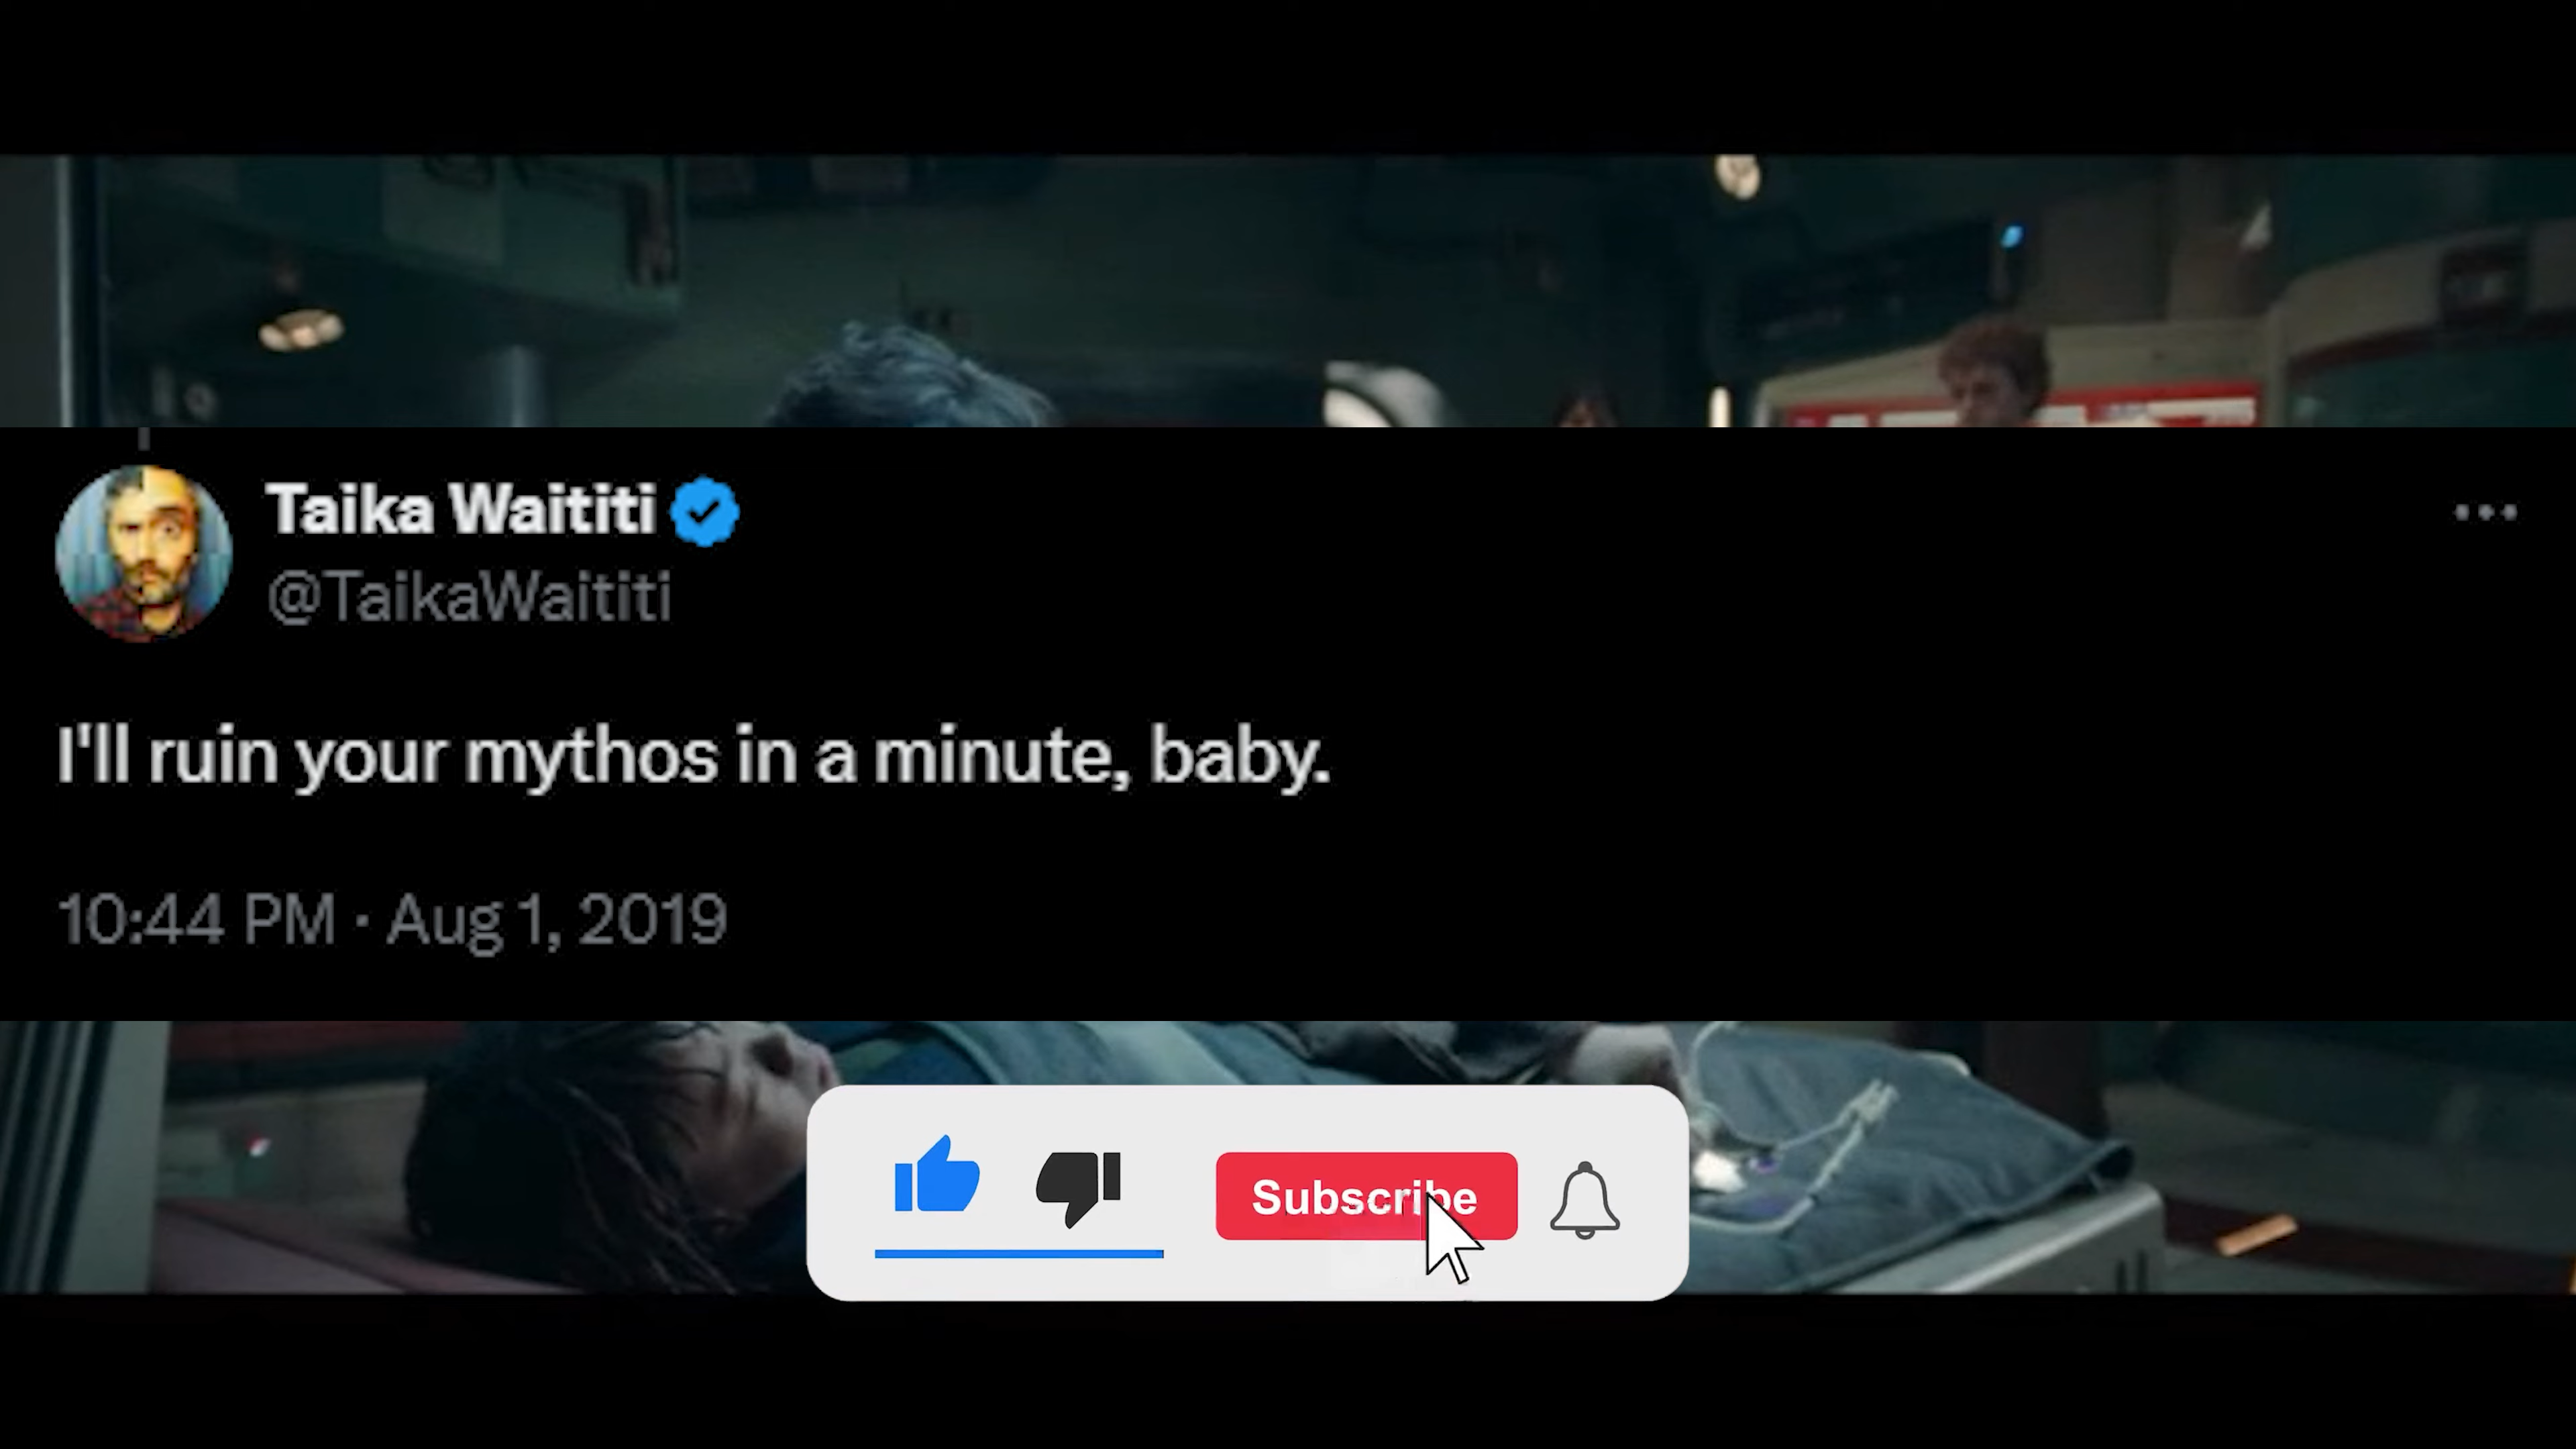 Taika Waititi
@TaikaWaititi
I'll ruin your mythos in a minute, baby.
10:44 PM · Aug 1, 2019
Subscribe